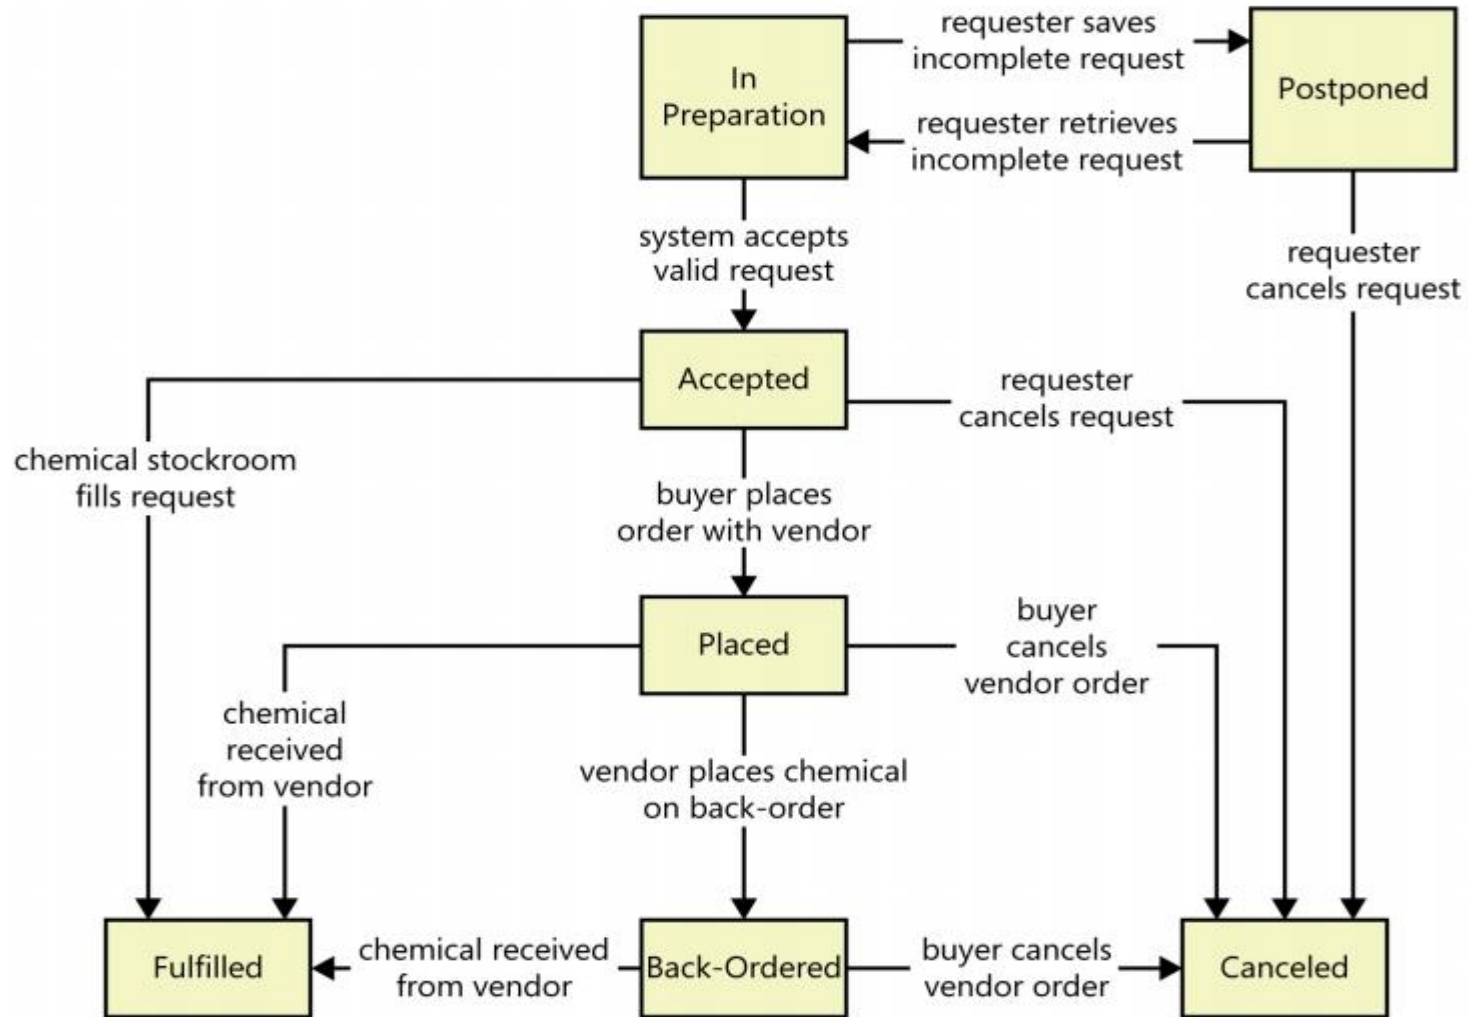 In
Preparation
requester saves
incomplete request
Postponed
requester retrieves
incomplete request
system accepts
valid request
requester
cancels request
Accepted
requester
cancels request
chemical stockroom
fills request
buyer places
order with vendor
Placed
buyer
cancels
vendor order
chemical
received
from vendor
vendor places chemical
on back-order
Fulfilled
chemical received
from vendor
Back-Ordered
buyer cancels
vendor order
Canceled